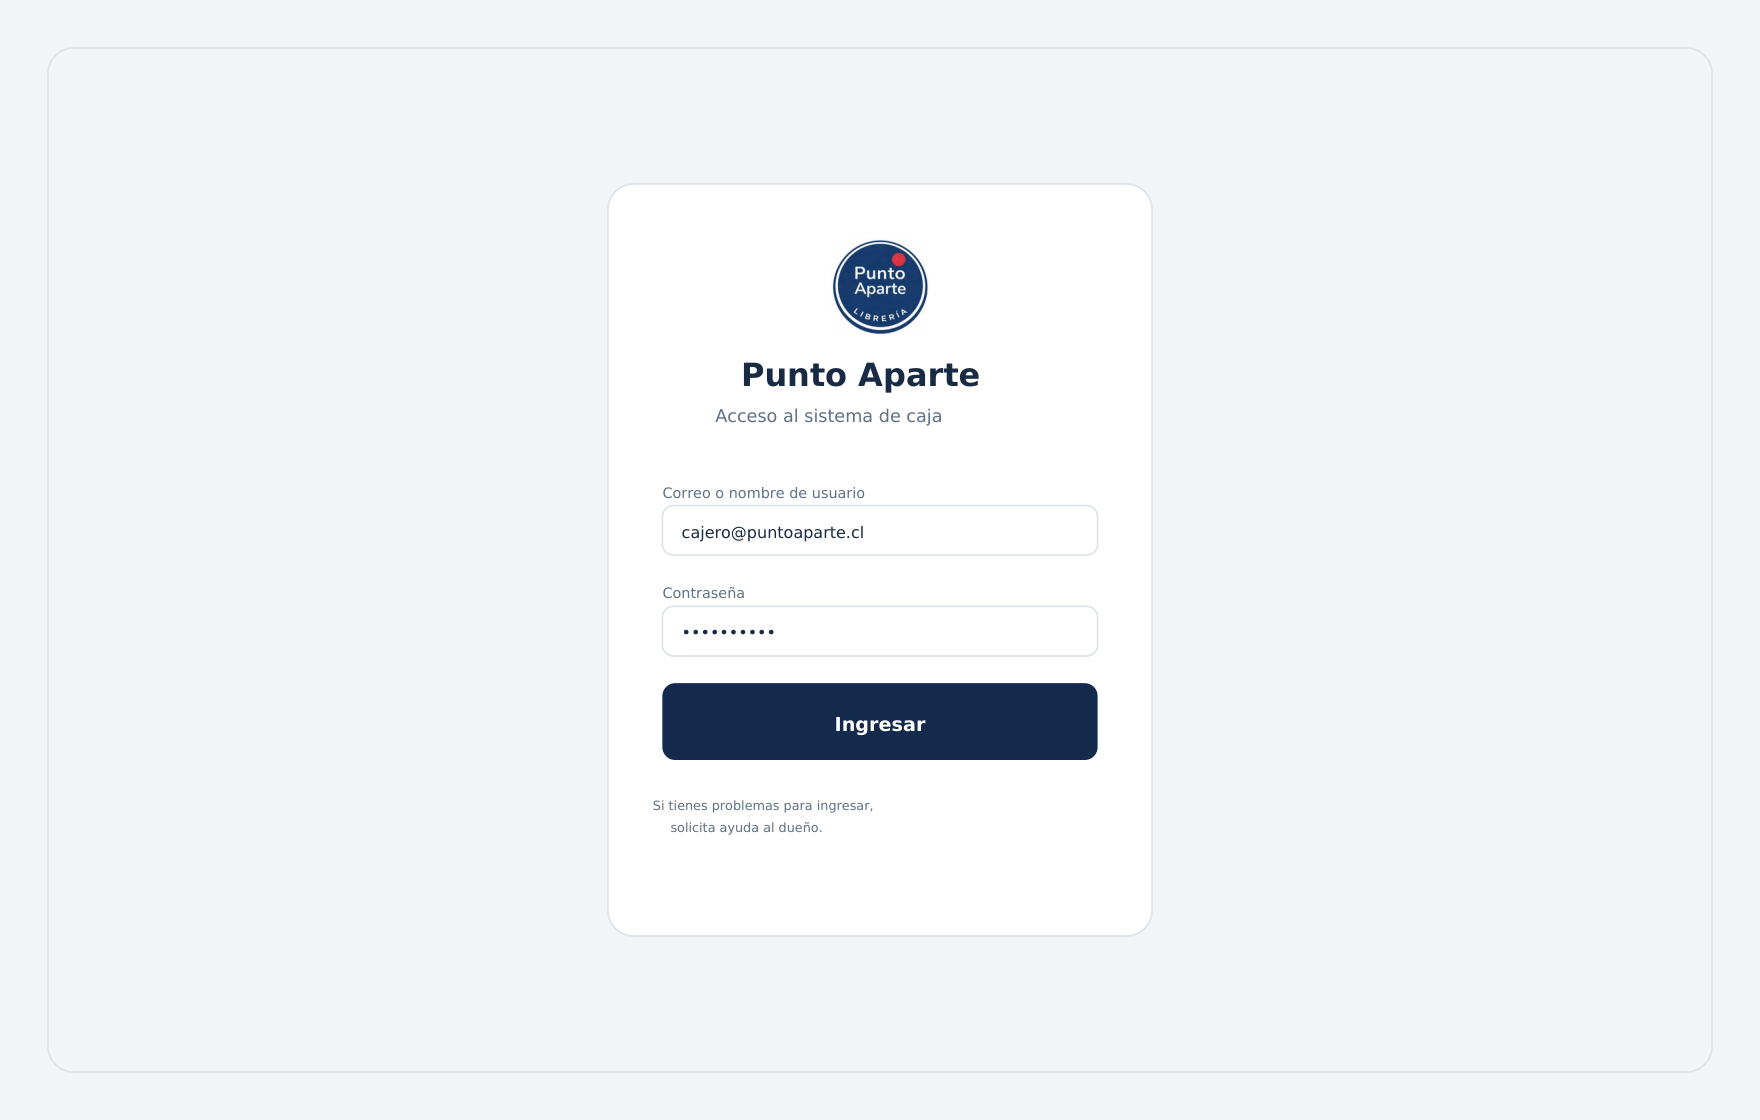 Punto
Aparte
LIBRERÍA
Punto Aparte
Acceso al sistema de caja
Correo o nombre de usuario
cajero@puntoaparte.cl
Contraseña
••••••••••
Ingresar
Si tienes problemas para ingresar,
solicita ayuda al dueño.